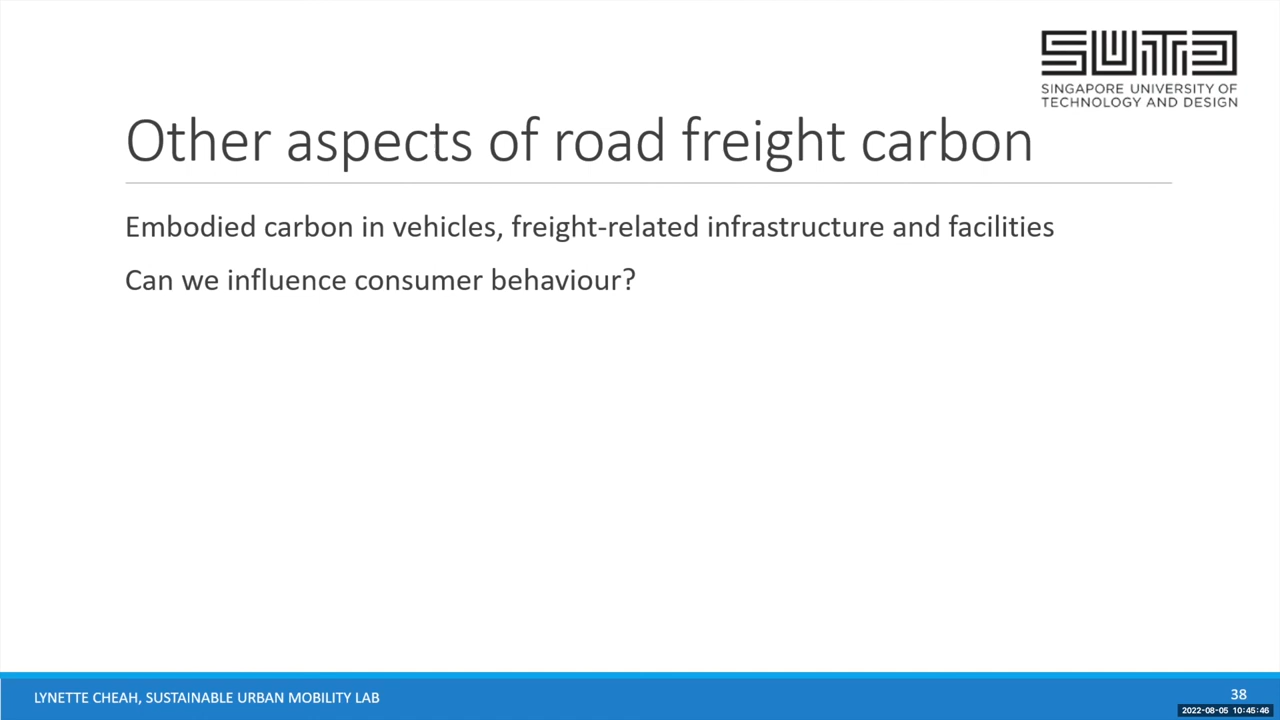 SUTD
SINGAPORE UNIVERSITY OF
TECHNOLOGY AND DESIGN
Other aspects of road freight carbon
Embodied carbon in vehicles, freight-related infrastructure and facilities
Can we influence consumer behaviour?
LYNETTE CHEAH, SUSTAINABLE URBAN MOBILITY LAB
38
2022-08-05 10:45:46